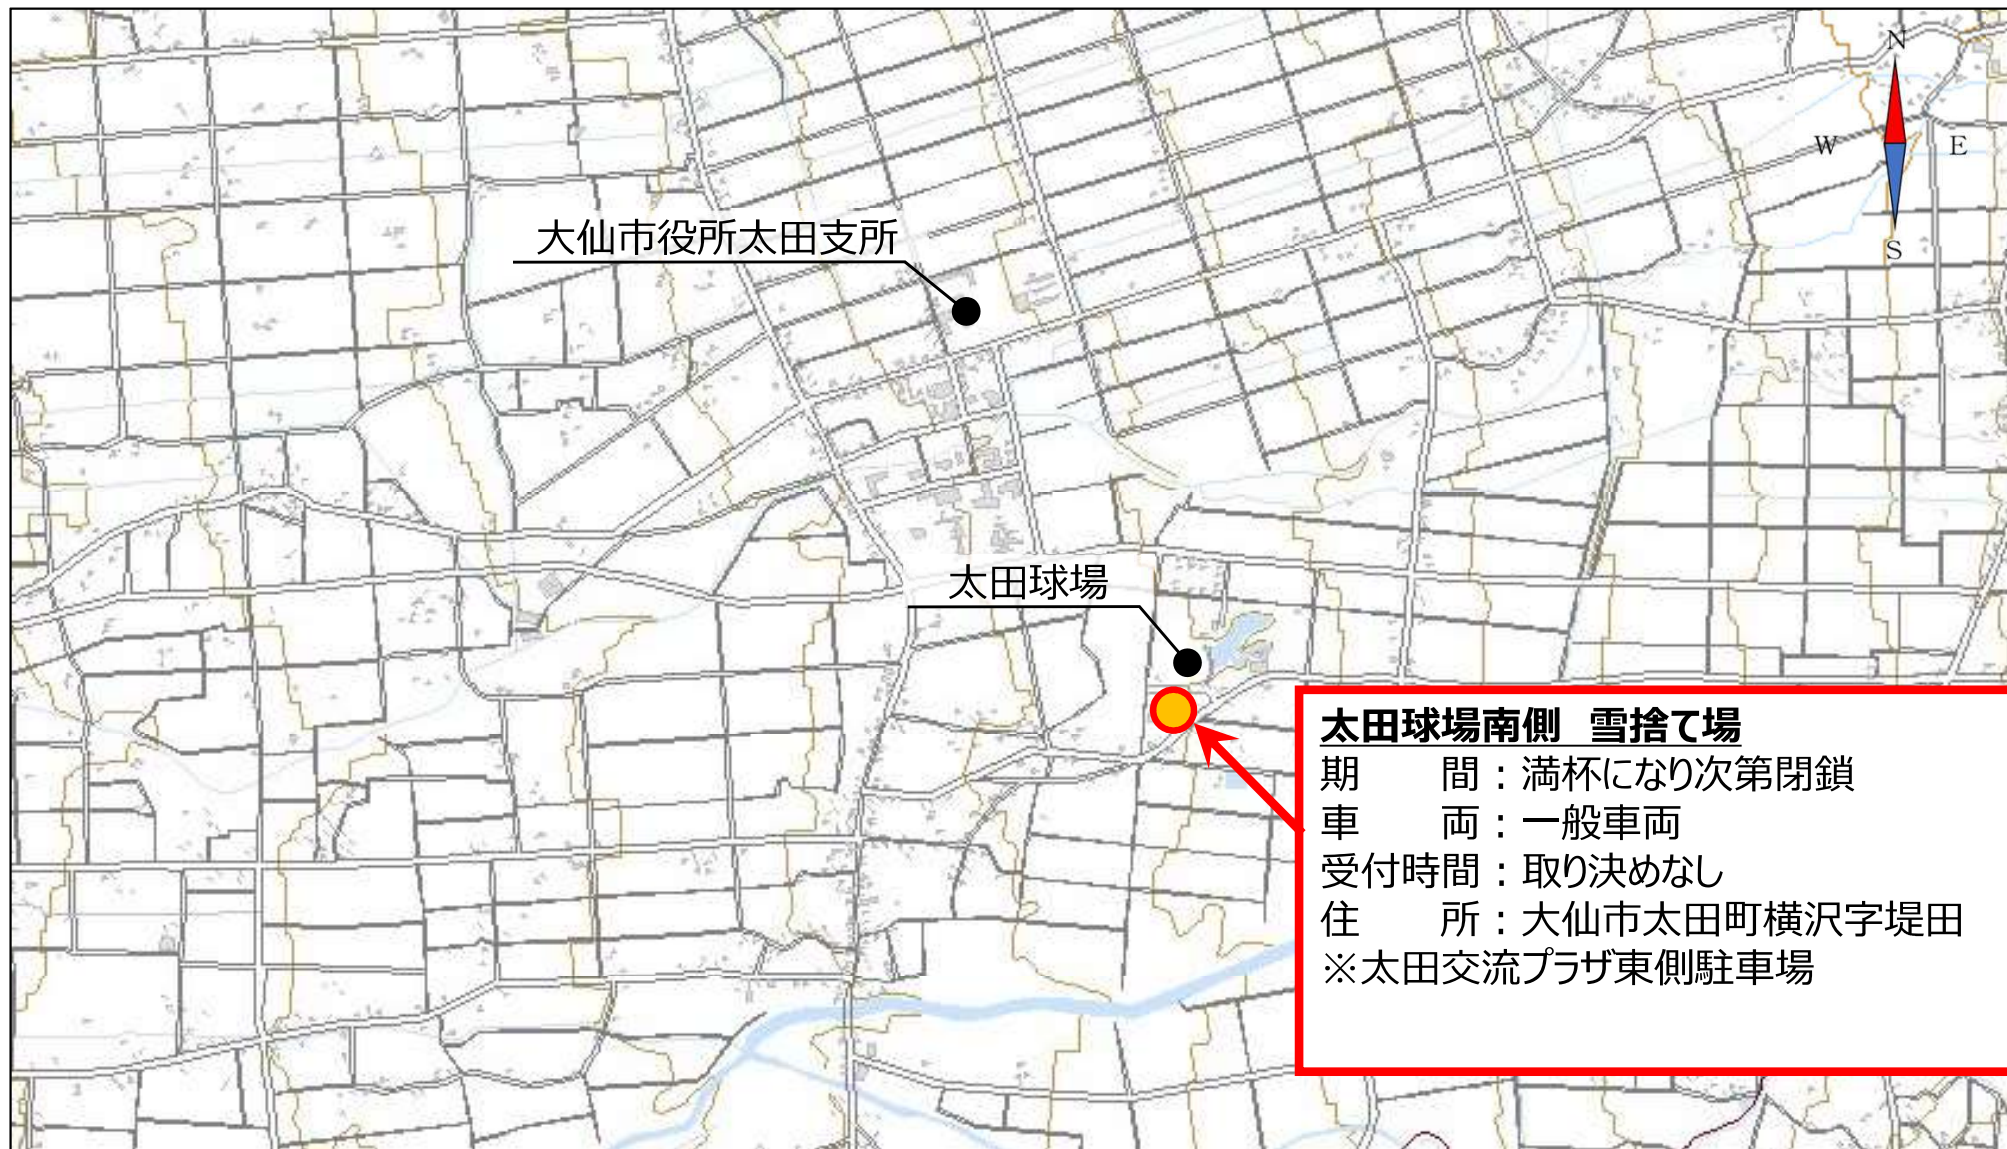 N
W E
S
大仙市役所太田支所
太田球場
太田球場南側 雪捨て場
期　　間：満杯になり次第閉鎖
車　　両：一般車両
受付時間：取り決めなし
住　　所：大仙市太田町横沢字堤田
※太田交流プラザ東側駐車場